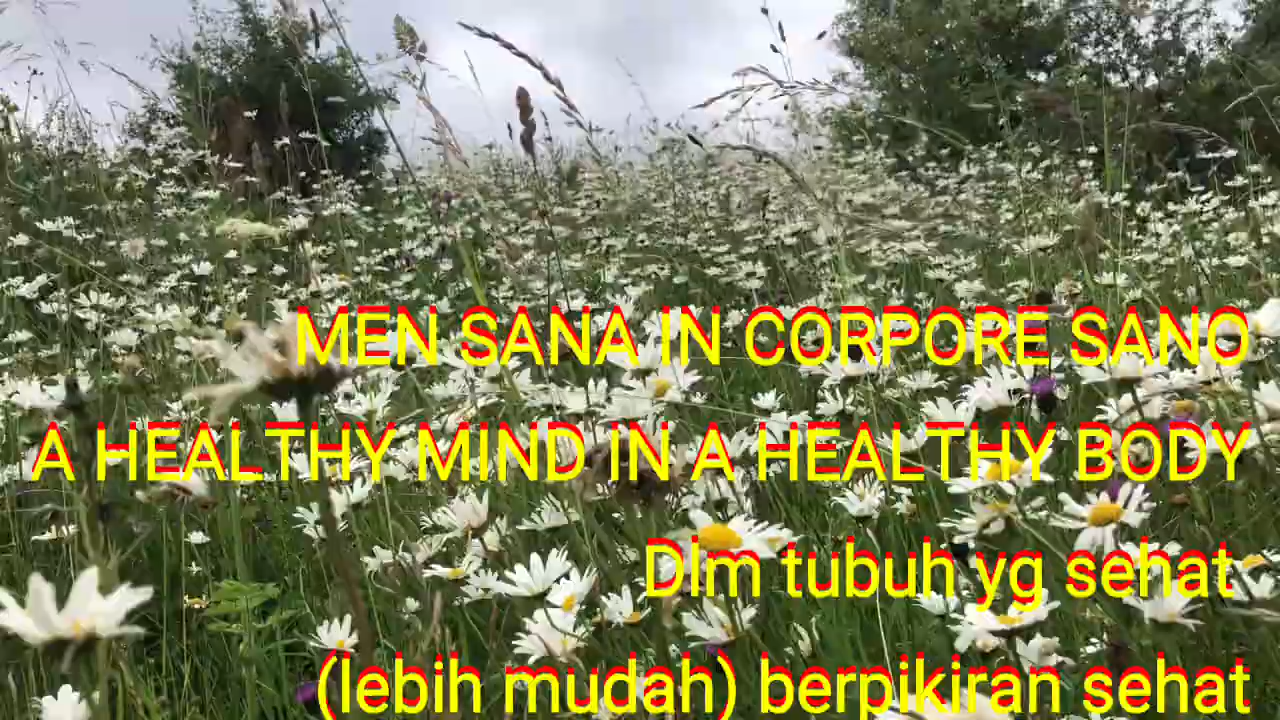 MEN SANA IN CORPORE SANO
A HEALTHY MIND IN A HEALTHY BODY
Dlm tubuh yg sehat
(lebih mudah) berpikiran sehat